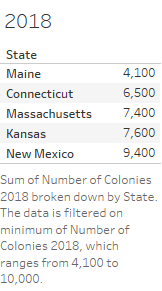 2018
State
Maine 4,100
Connecticut 6,500
Massachusetts 7,400
Kansas 7,600
New Mexico 9,400
Sum of Number of Colonies
2018 broken down by State.
The data is filtered on
minimum of Number of
Colonies 2018, which
ranges from 4,100 to
10,000.